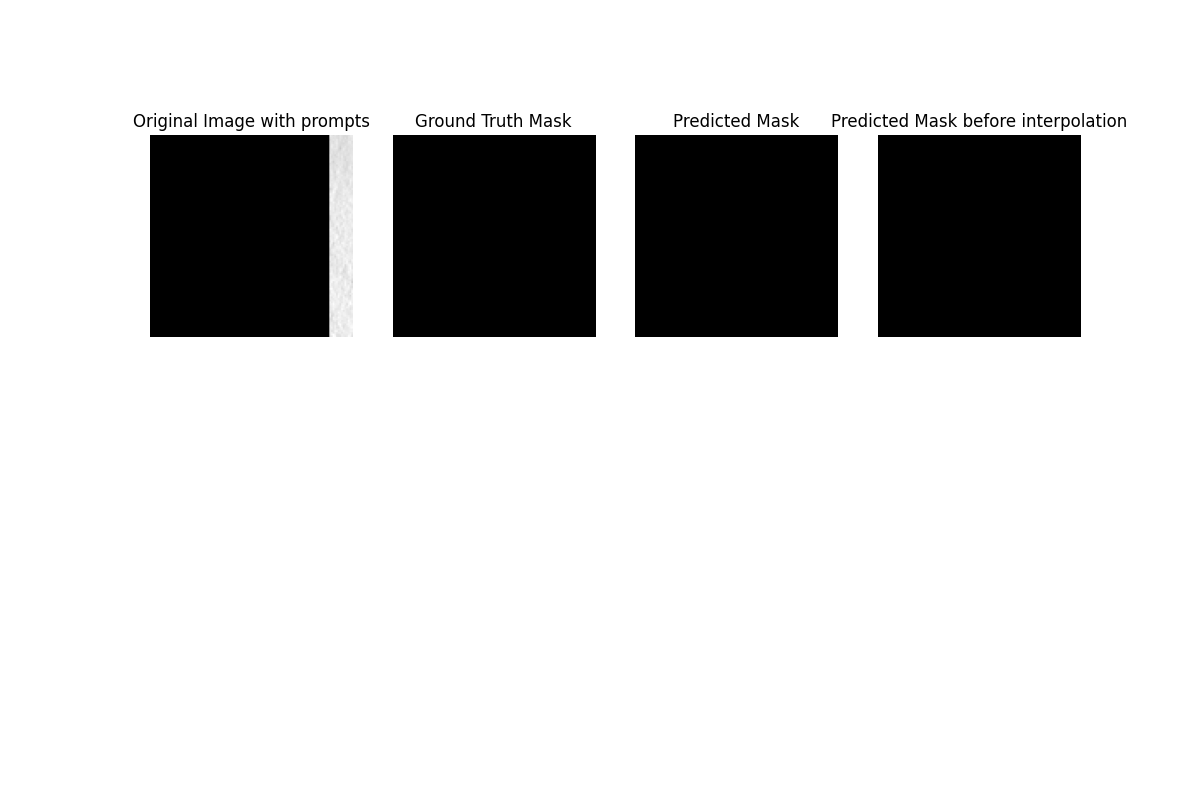 Original Image with prompts
Ground Truth Mask
Predicted Mask
Predicted Mask before interpolation